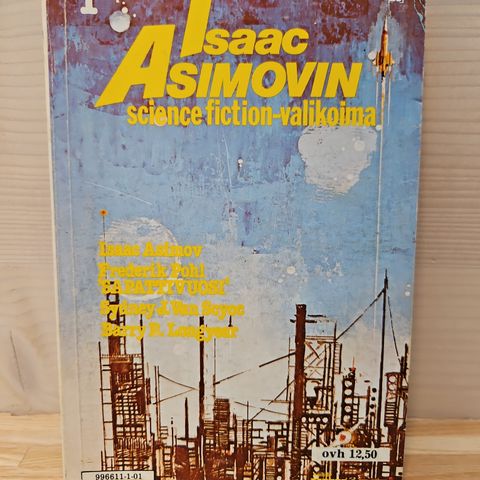 1
Isaac
ASIMOVIN
science fiction-valikoima
Isaac Asimov
Frederik Pohl
"SAPATTIVUOSI"
Sydney J. Van Scyoc
Barry B. Longyear
ovh 12,50
996611-1-01